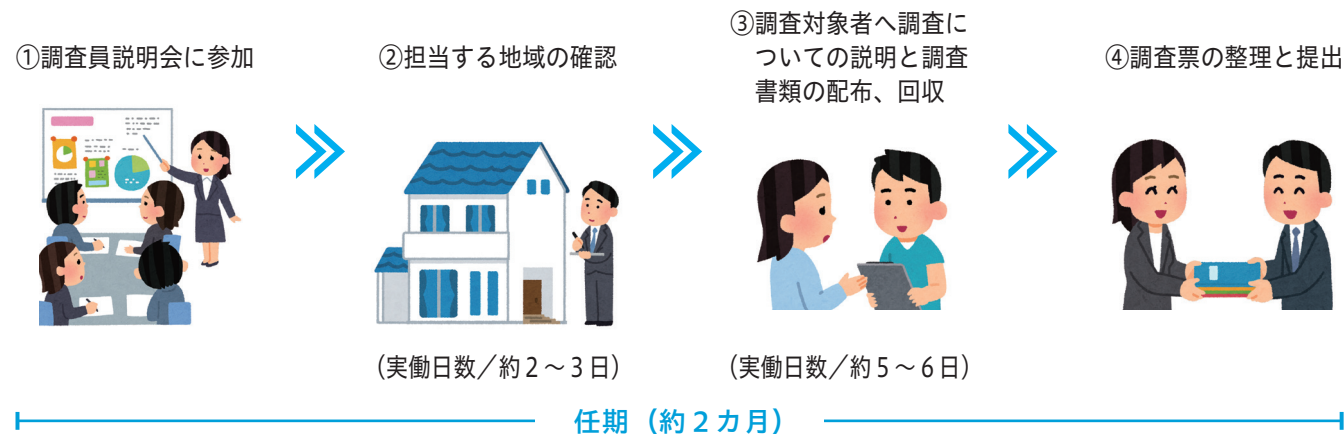 ①調査員説明会に参加
②担当する地域の確認
③調査対象者へ調査に
ついての説明と調査
書類の配布、回収
④調査票の整理と提出
（実働日数／約２～３日）
（実働日数／約５～６日）
任期（約２カ月）